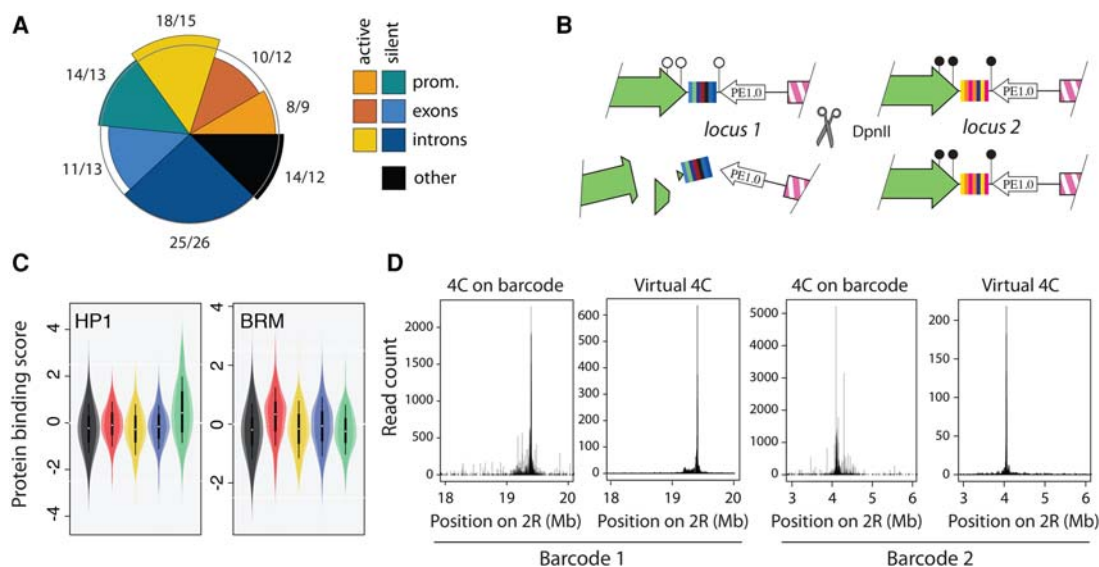 A
18/15
10/12
14/13
8/9
11/13
14/12
25/26
active
silent
prom.
exons
introns
other
B
PE1.0
locus 1
DpnII
PE1.0
locus 2
PE1.0
PE1.0
C
Protein binding score
HP1
4
2
0
-2
-4
BRM
4
2
0
-2
D
4C on barcode
Virtual 4C
4C on barcode
Virtual 4C
Read count
2000
1500
1000
500
0
600
500
400
300
200
100
0
5000
4000
3000
2000
1000
0
200
150
100
50
0
18 19 20
18 19 20
3 4 5 6
3 4 5 6
Position on 2R (Mb)
Position on 2R (Mb)
Position on 2R (Mb)
Position on 2R (Mb)
Barcode 1
Barcode 2